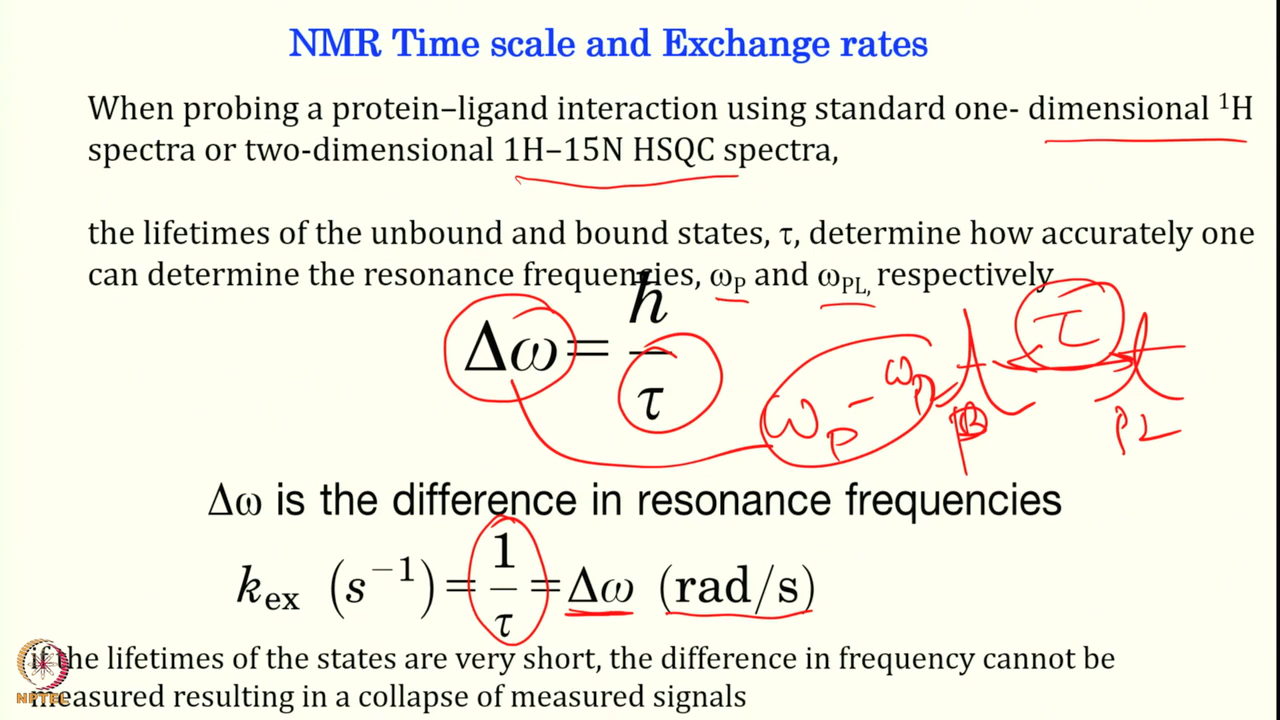 NMR Time scale and Exchange rates
When probing a protein–ligand interaction using standard one- dimensional ¹H
spectra or two-dimensional 1H–15N HSQC spectra,
the lifetimes of the unbound and bound states, τ, determine how accurately one
can determine the resonance frequencies, ωP and ωPL, respectively
Δω = ħ/τ
τ
ωP - ωPL
P
PL
Δω is the difference in resonance frequencies
kex (s⁻¹) = 1/τ = Δω (rad/s)
if the lifetimes of the states are very short, the difference in frequency cannot be
measured resulting in a collapse of measured signals
NPTEL